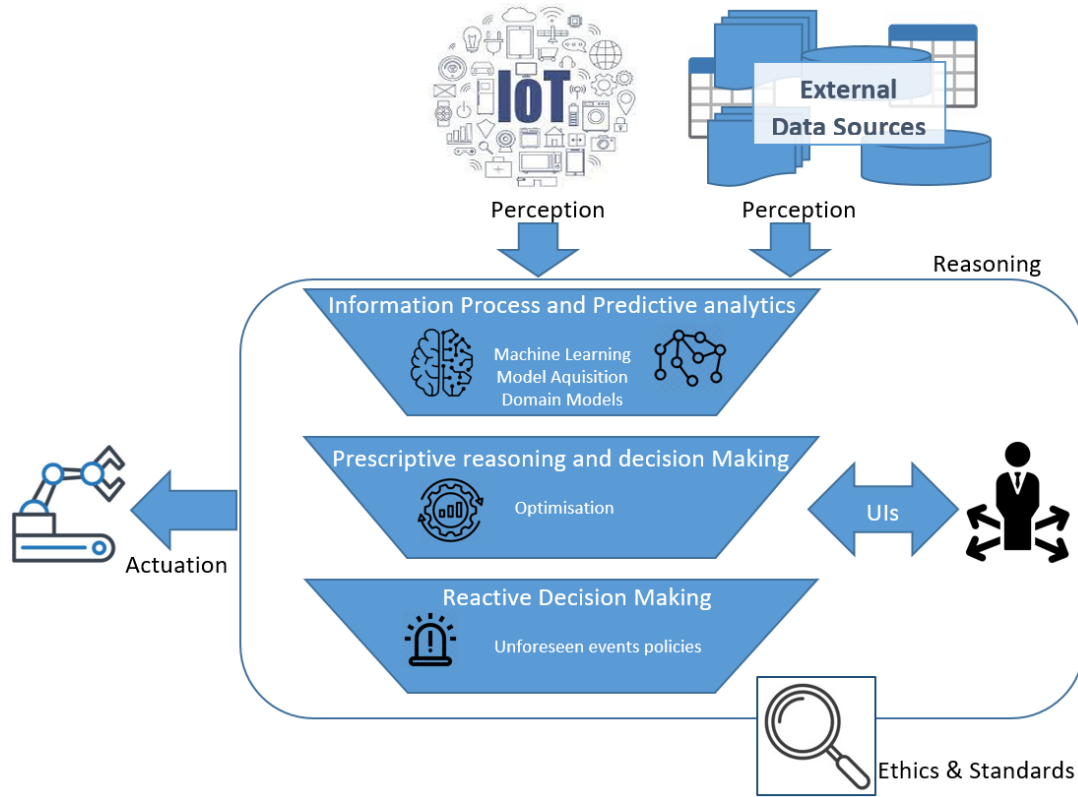 IoT
External
Data Sources
Perception
Perception
Reasoning
Information Process and Predictive analytics
Machine Learning
Model Aquisition
Domain Models
Prescriptive reasoning and decision Making
Optimisation
UIs
Actuation
Reactive Decision Making
Unforeseen events policies
Ethics & Standards